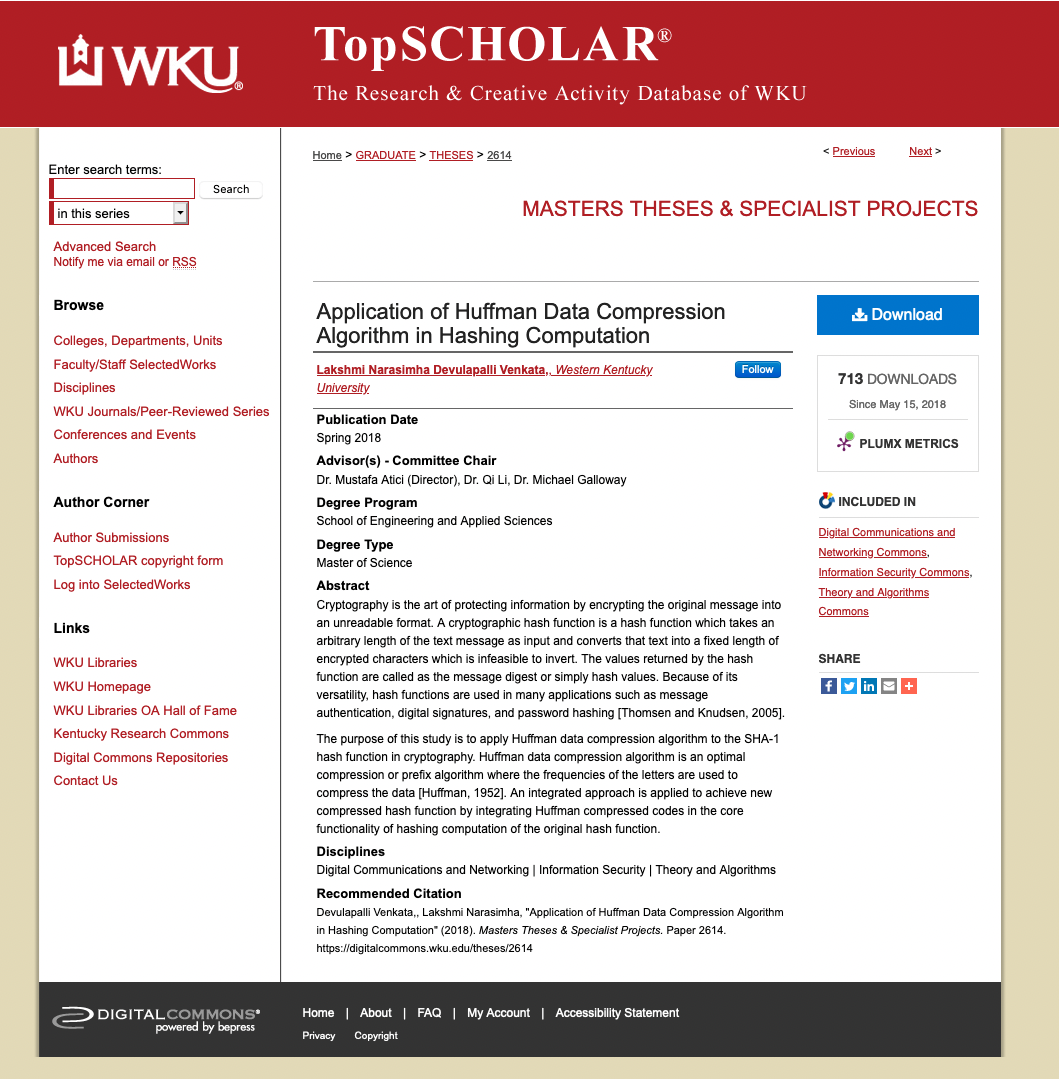 WKU®
TopSCHOLAR®
The Research & Creative Activity Database of WKU
Enter search terms:
Search
in this series
Advanced Search
Notify me via email or RSS
Browse
Colleges, Departments, Units
Faculty/Staff SelectedWorks
Disciplines
WKU Journals/Peer-Reviewed Series
Conferences and Events
Authors
Author Corner
Author Submissions
TopSCHOLAR copyright form
Log into SelectedWorks
Links
WKU Libraries
WKU Homepage
WKU Libraries OA Hall of Fame
Kentucky Research Commons
Digital Commons Repositories
Contact Us
Home > GRADUATE > THESES > 2614
< Previous Next >
MASTERS THESES & SPECIALIST PROJECTS
Application of Huffman Data Compression
Algorithm in Hashing Computation
Lakshmi Narasimha Devulapalli Venkata,, Western Kentucky
University
Follow
Publication Date
Spring 2018
Advisor(s) - Committee Chair
Dr. Mustafa Atici (Director), Dr. Qi Li, Dr. Michael Galloway
Degree Program
School of Engineering and Applied Sciences
Degree Type
Master of Science
Abstract
Cryptography is the art of protecting information by encrypting the original message into
an unreadable format. A cryptographic hash function is a hash function which takes an
arbitrary length of the text message as input and converts that text into a fixed length of
encrypted characters which is infeasible to invert. The values returned by the hash
function are called as the message digest or simply hash values. Because of its
versatility, hash functions are used in many applications such as message
authentication, digital signatures, and password hashing [Thomsen and Knudsen, 2005].
The purpose of this study is to apply Huffman data compression algorithm to the SHA-1
hash function in cryptography. Huffman data compression algorithm is an optimal
compression or prefix algorithm where the frequencies of the letters are used to
compress the data [Huffman, 1952]. An integrated approach is applied to achieve new
compressed hash function by integrating Huffman compressed codes in the core
functionality of hashing computation of the original hash function.
Disciplines
Digital Communications and Networking | Information Security | Theory and Algorithms
Recommended Citation
Devulapalli Venkata,, Lakshmi Narasimha, "Application of Huffman Data Compression Algorithm
in Hashing Computation" (2018). Masters Theses & Specialist Projects. Paper 2614.
https://digitalcommons.wku.edu/theses/2614
Download
713 DOWNLOADS
Since May 15, 2018
PLUMX METRICS
INCLUDED IN
Digital Communications and
Networking Commons,
Information Security Commons,
Theory and Algorithms
Commons
SHARE
DIGITALCOMMONS
powered by bepress
Home | About | FAQ | My Account | Accessibility Statement
Privacy Copyright